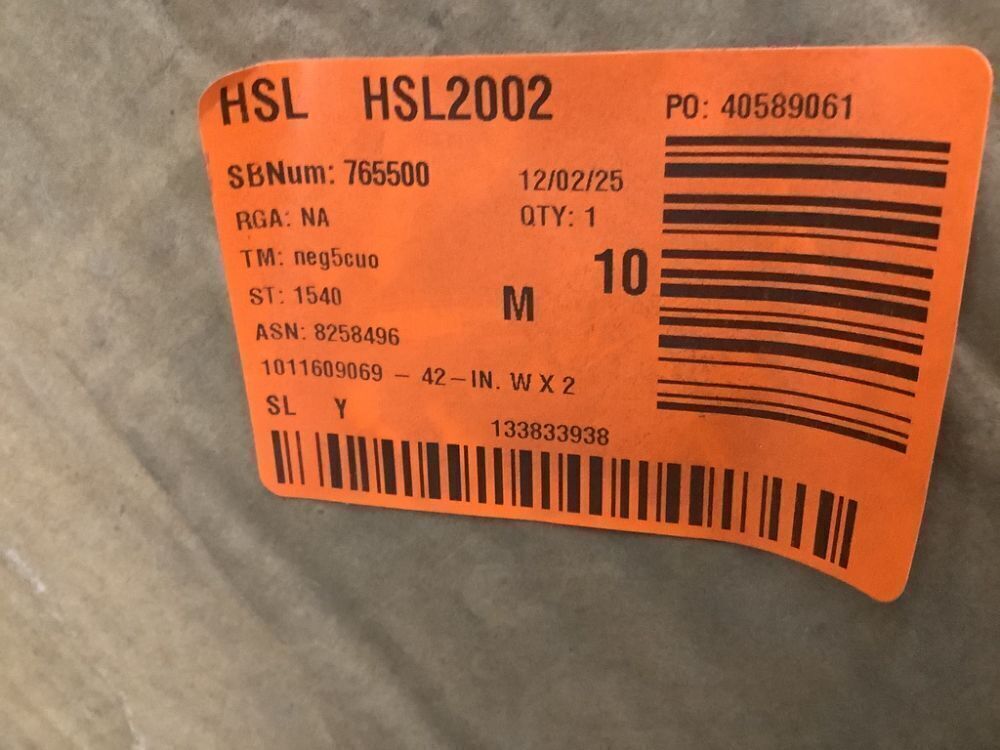 HSL HSL2002
PO: 40589061
SBNum: 765500
12/02/25
RGA: NA
QTY: 1
TM: neg5cuo
10
ST: 1540
M
ASN: 8258496
1011609069 – 42–IN. W X 2
SL Y
133833938